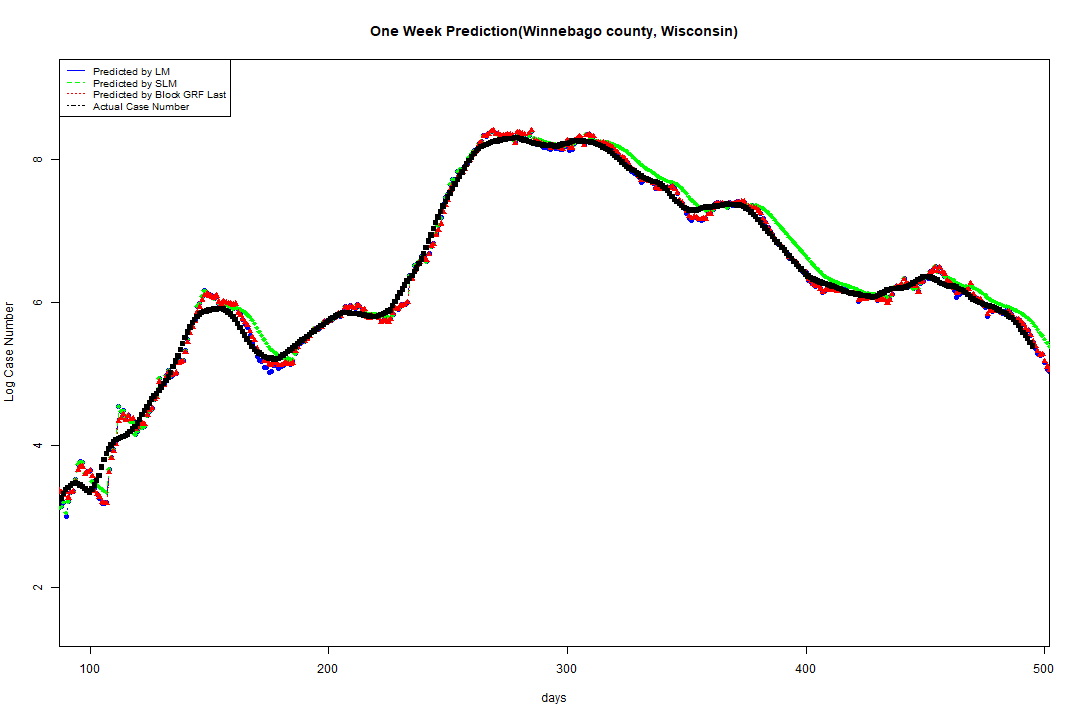 One Week Prediction(Winnebago county, Wisconsin)
Predicted by LM
Predicted by SLM
Predicted by Block GRF Last
Actual Case Number
8
6
4
2
Log Case Number
100 200 300 400 500
days